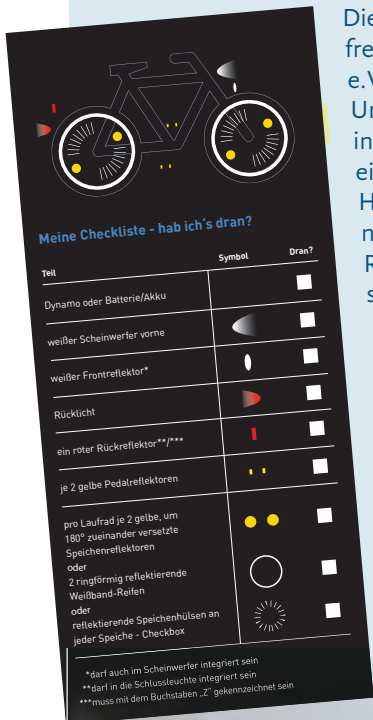 Meine Checkliste - hab ich's dran?
Teil Symbol Dran?
Dynamo oder Batterie/Akku
weißer Scheinwerfer vorne
weißer Frontreflektor*
Rücklicht
ein roter Rückreflektor**/***
je 2 gelbe Pedalreflektoren
pro Laufrad je 2 gelbe, um
180° zueinander versetzte
Speichenreflektoren
oder
2 ringförmig reflektierende
Weißband-Reifen
oder
reflektierende Speichenhülsen an
jeder Speiche - Checkbox
*darf auch im Scheinwerfer integriert sein
**darf in die Schlussleuchte integriert sein
***muss mit dem Buchstaben „Z" gekennzeichnet sein
Die
fre
e.V
Un
in
ei
H
n
R
s